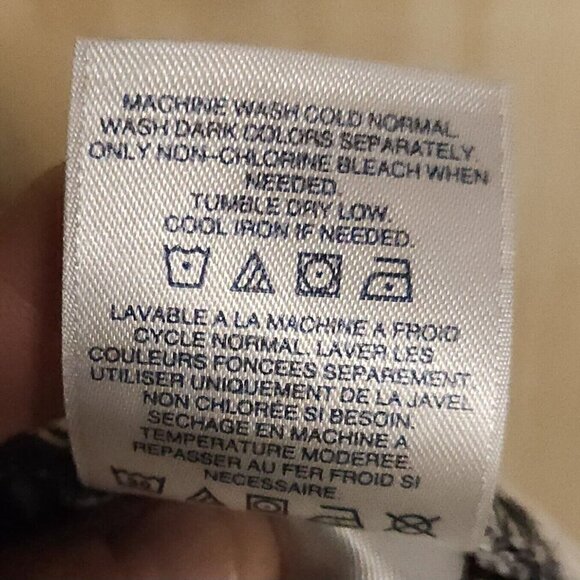 MACHINE WASH COLD NORMAL.
WASH DARK COLORS SEPARATELY.
ONLY NON-CHLORINE BLEACH WHEN
NEEDED.
TUMBLE DRY LOW.
COOL IRON IF NEEDED.
LAVABLE A LA MACHINE A FROID
CYCLE NORMAL. LAVER LES
COULEURS FONCEES SEPAREMENT.
UTILISER UNIQUEMENT DE LA JAVEL
NON CHLOREE SI BESOIN.
SECHAGE EN MACHINE A
TEMPERATURE MODEREE.
REPASSER AU FER FROID SI
NECESSAIRE.
30